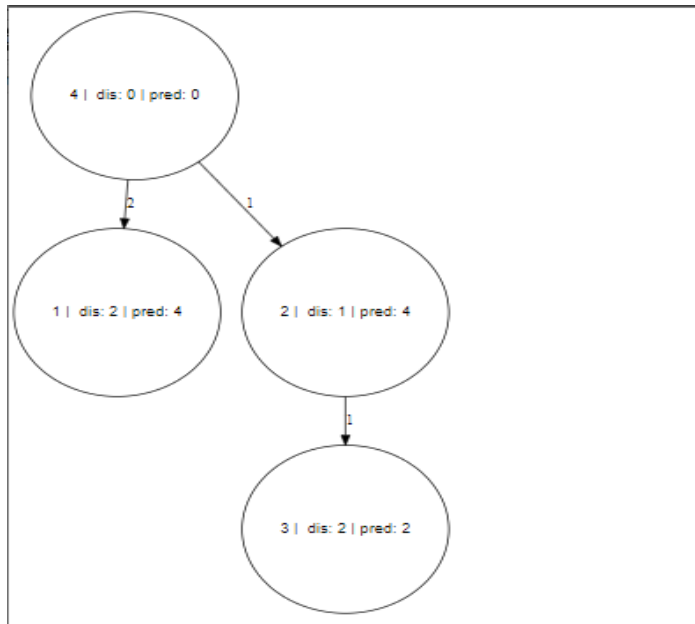 4 | dis: 0 | pred: 0
2
1
1 | dis: 2 | pred: 4
2 | dis: 1 | pred: 4
1
3 | dis: 2 | pred: 2